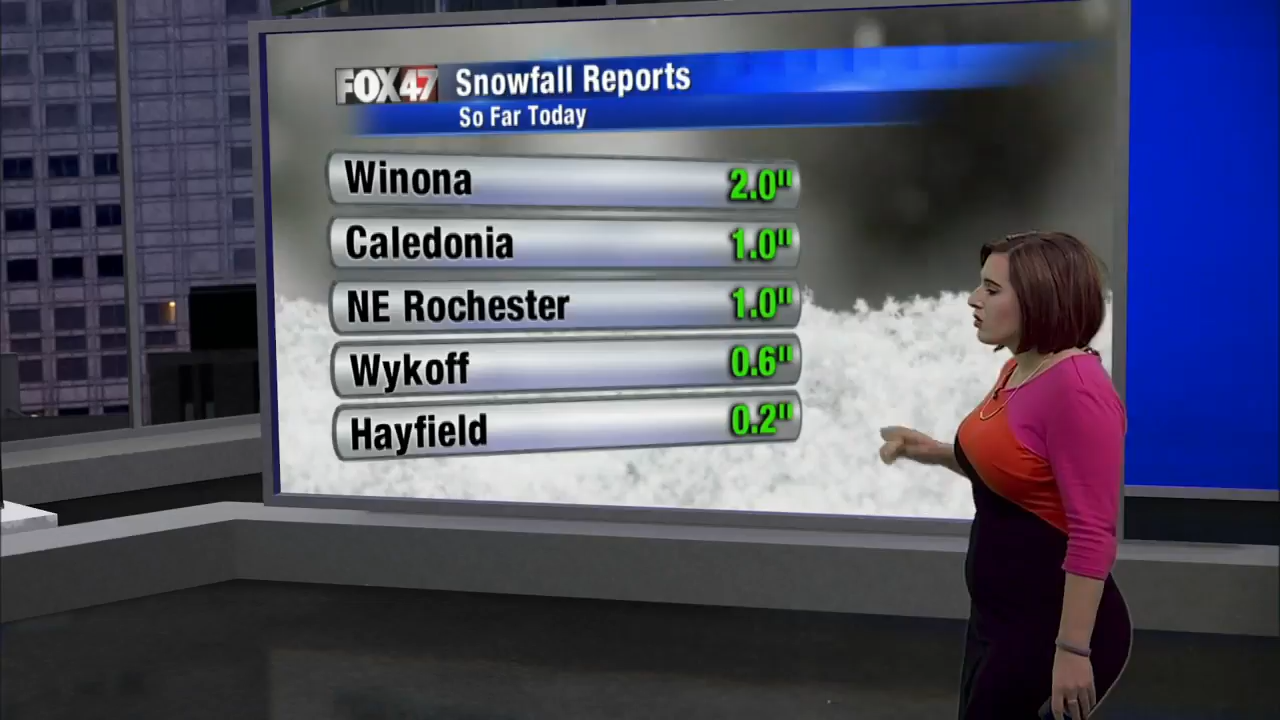 FOX 47
Snowfall Reports
So Far Today
Winona 2.0"
Caledonia 1.0"
NE Rochester 1.0"
Wykoff 0.6"
Hayfield 0.2"